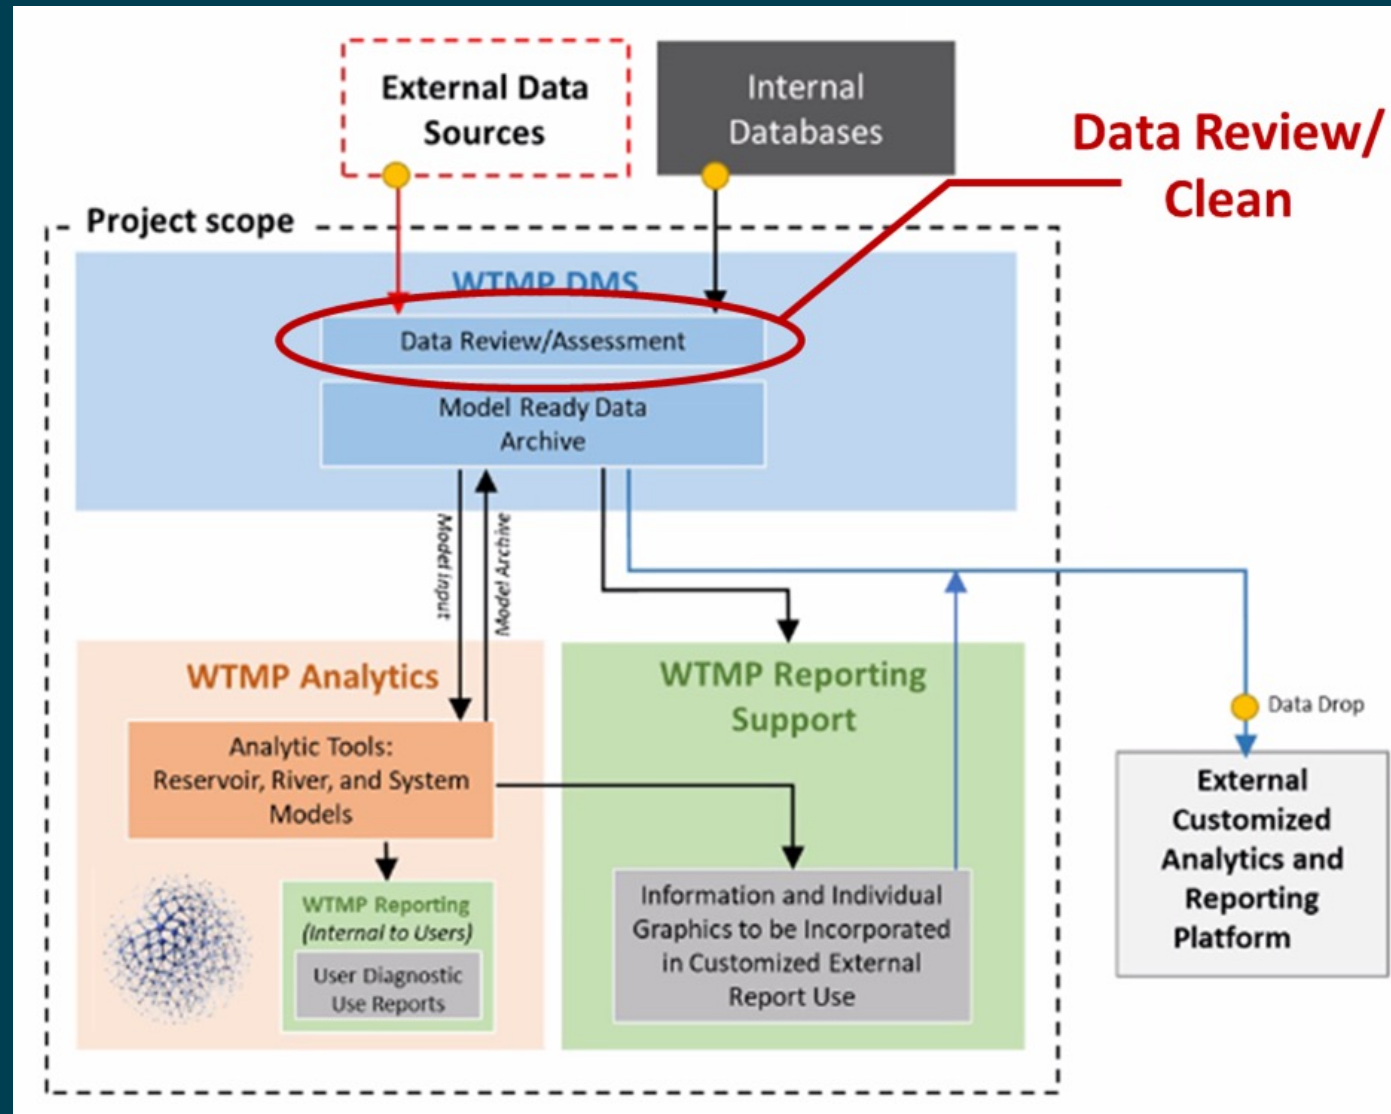 External Data
Sources
Internal
Databases
Data Review/
Clean
Project scope
WTMP DMS
Data Review/Assessment
Model Ready Data
Archive
Model Input
Model Archive
WTMP Analytics
Analytic Tools:
Reservoir, River, and System
Models
WTMP Reporting
(Internal to Users)
User Diagnostic
Use Reports
WTMP Reporting
Support
Information and Individual
Graphics to be Incorporated
in Customized External
Report Use
Data Drop
External
Customized
Analytics and
Reporting
Platform